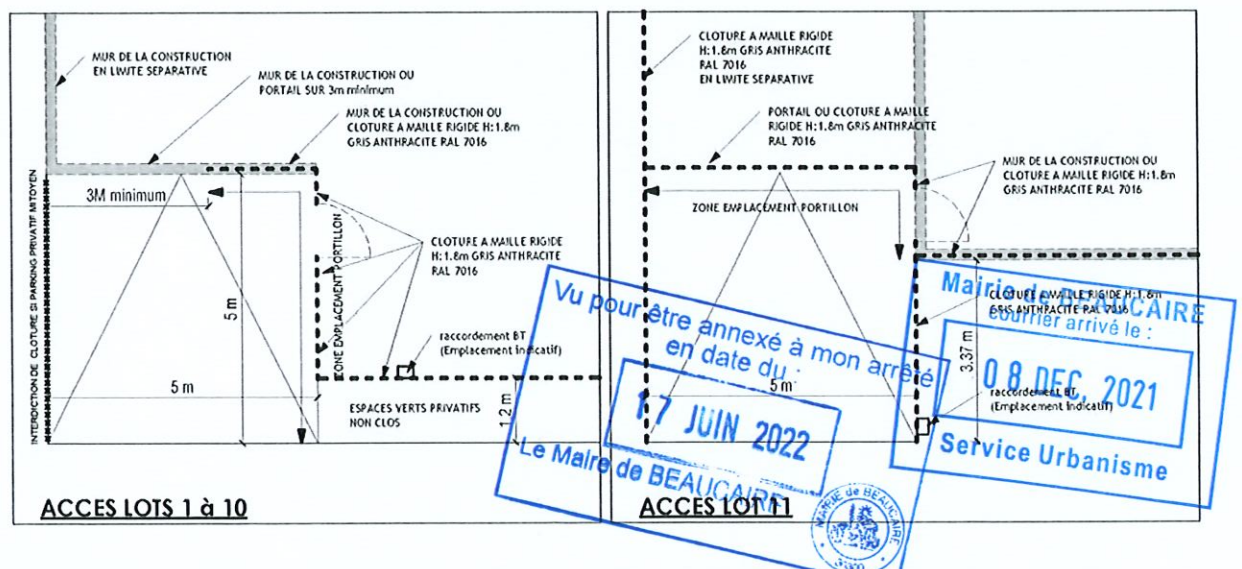 MUR DE LA CONSTRUCTION
EN LIMITE SEPARATIVE
MUR DE LA CONSTRUCTION OU
PORTAIL SUR 3m minimum
MUR DE LA CONSTRUCTION OU
CLOTURE A MAILLE RIGIDE H:1.8m
GRIS ANTHRACITE RAL 7016
INTERDICTION DE CLOTURE SI PARKING PRIVATIF MITOYEN
3M minimum
ZONE EMPLACEMENT PORTILLON
CLOTURE A MAILLE RIGIDE
H:1.8m GRIS ANTHRACITE
RAL 7016
5 m
raccordement BT
(Emplacement indicatif)
5 m
ESPACES VERTS PRIVATIFS
NON CLOS
1.2 m
ACCES LOTS 1 à 10
CLOTURE A MAILLE RIGIDE
H:1.8m GRIS ANTHRACITE
RAL 7016
EN LIMITE SEPARATIVE
PORTAIL OU CLOTURE A MAILLE
RIGIDE H:1.8m GRIS ANTHRACITE
RAL 7016
MUR DE LA CONSTRUCTION OU
CLOTURE A MAILLE RIGIDE H:1.8m
GRIS ANTHRACITE RAL 7016
ZONE EMPLACEMENT PORTILLON
CLOTURE A MAILLE RIGIDE H:1.8m
GRIS ANTHRACITE RAL 7016
3,37 m
5 m
raccordement BT
(Emplacement indicatif)
ACCES LOT 11
Vu pour être annexé à mon arrêté
en date du :
17 JUIN 2022
Le Maire de BEAUCAIRE
MAIRIE de BEAUCAIRE
Mairie de BEAUCAIRE
courrier arrivé le :
08 DEC. 2021
Service Urbanisme